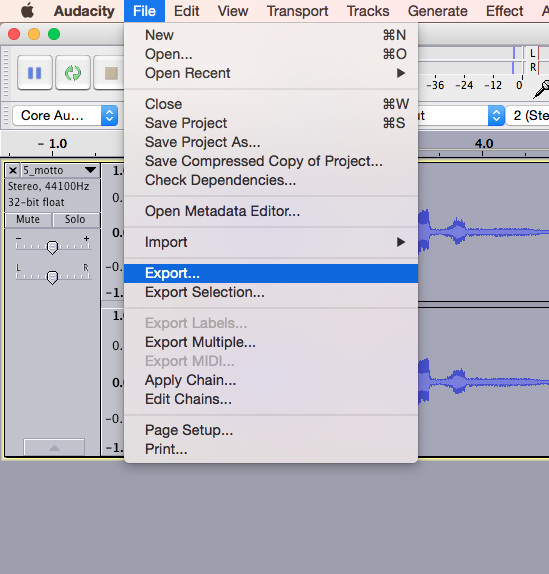 Audacity File Edit View Transport Tracks Generate Effect A
New ⌘N
Open... ⌘O
Open Recent
Close ⌘W
Save Project ⌘S
Save Project As...
Save Compressed Copy of Project...
Check Dependencies...
Open Metadata Editor...
Import
Export...
Export Selection...
Export Labels...
Export Multiple...
Export MIDI...
Apply Chain...
Edit Chains...
Page Setup...
Print...
L
R
-36 -24 -12 0
Core Au...
ut
2 (Ste
- 1.0
4.0
5_motto
Stereo, 44100Hz
32-bit float
Mute Solo
- +
L R
1.
0.
0.
-0.
-1.
1.
0.
0.
-0.
-1.